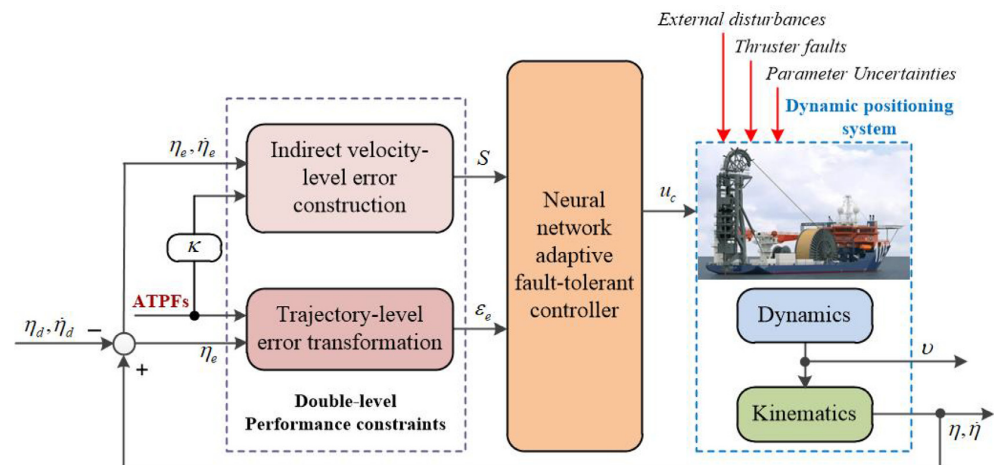 External disturbances
Thruster faults
Parameter Uncertainties
Dynamic positioning
system
η_e, η̇_e
Indirect velocity-
level error
construction
S
κ
Neural
network
adaptive
fault-tolerant
controller
u_c
ATPFs
η_d, η̇_d
−
+
η_e
Trajectory-level
error transformation
ε_e
Double-level
Performance constraints
Dynamics
υ
Kinematics
η, η̇